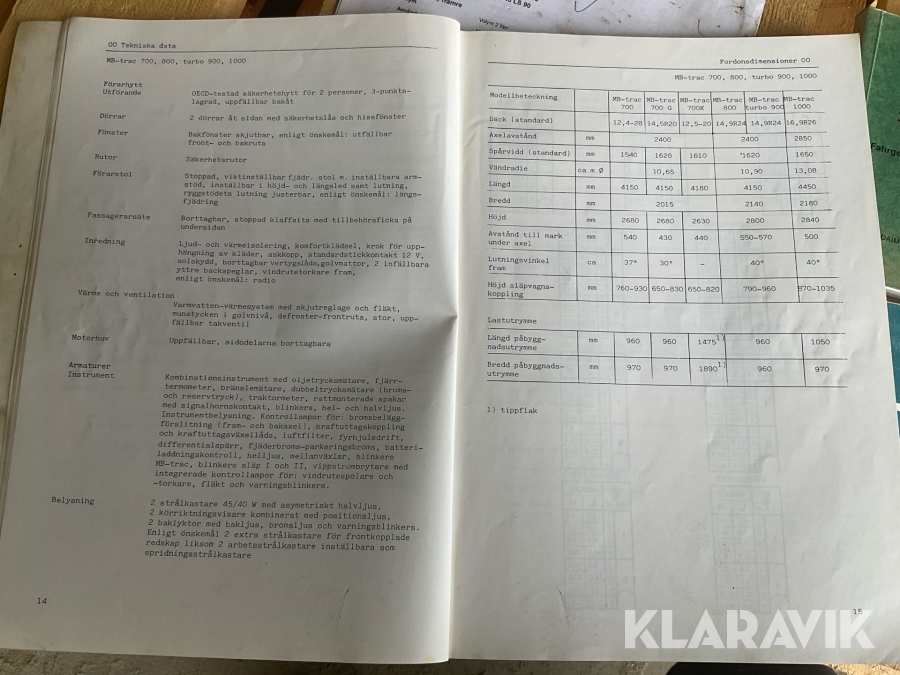 främre
LS 90
Volym 2 liter
00 Tekniska data
MB-trac 700, 800, turbo 900, 1000
Förarhytt
Utförande OECD-testad säkerhetshytt för 2 personer, 3-punkts-
lagrad, uppfällbar bakåt
Dörrar 2 dörrar åt sidan med säkerhetslås och hissfönster
Fönster Bakfönster skjutbar, enligt önskemål: utfällbar
front- och bakruta
Rutor Säkerhetsrutor
Förarstol Stoppad, viktinställbar fjädr. stol m. inställbara arm-
stöd, inställbar i höjd- och längsled samt lutning,
ryggstödets lutning justerbar, enligt önskemål: längs-
fjädring
Passagerarsäte Borttagbar, stoppad klaffsits med tillbehörsficka på
undersidan
Inredning Ljud- och värmeisolering, komfortklädsel, krok för upp-
hängning av kläder, askkopp, standardstickkontakt 12 V,
solskydd, borttagbar vertygslåda, golvmattor, 2 infällbara
yttre backspeglar, vindrutetorkare fram,
enligt önskemål: radio
Värme och ventilation
Varmvatten-värmesystem med skjutreglage och fläkt,
munstycken i golvnivå, defroster-frontruta, stor, upp-
fällbar takventil
Motorhuv Uppfällbar, sidodelarna borttagbara
Armaturer
Instrument Kombinationsinstrument med oljetrycksmätare, fjärr-
termometer, bränslemätare, dubbeltrycksmätare (broms-
och reservtryck), traktormeter, rattmonterade spakar
med signalhornskontakt, blinkers, hel- och halvljus.
Instrumentbelysning. Kontrollampor för: bromsbelägg-
förslitning (fram- och bakaxel), kraftuttagskoppling
och kraftuttagsväxellåda, luftfilter, fyrhjulsdrift,
differentialspärr, fjäderbroms-parkeringsbroms, batteri-
laddningskontroll, helljus, mellanväxlar, blinkers
MB-trac, blinkers släp I och II, vippströmbrytare med
integrerade kontrollampor för: vindrutespolare och
-torkare, fläkt och varningsblinkers.
Belysning 2 strålkastare 45/40 W med asymetriskt halvljus,
2 körriktningsvisare kombinerat med positionsljus,
2 baklyktor med bakljus, bromsljus och varningsblinkers.
Enligt önskemål 2 extra strålkastare för frontkopplade
redskap liksom 2 arbetsstrålkastare inställbara som
spridningsstrålkastare
14
Fordonsdimensioner 00
MB-trac 700, 800, turbo 900, 1000
Modellbeteckning MB-trac 700 MB-trac 700 G MB-trac 700K MB-trac 800 MB-trac turbo 900 MB-trac 1000
Däck (standard) 12,4-28 14,5R20 12,5-20 14,9R24 14,9R24 16,9R26
Axelavstånd mm 2400 2400 2850
Spårvidd (standard) mm 1540 1620 1610 1620 1650
Vändradie ca m Ø 10,65 10,90 13,08
Längd mm 4150 4150 4180 4150 4450
Bredd mm 2015 2140 2180
Höjd mm 2680 2680 2630 2800 2840
Avstånd till mark
under axel mm 540 430 440 550-570 500
Lutningsvinkel
fram ca 37° 30° - 40° 40°
Höjd släpvagns-
koppling mm 760-930 650-830 650-820 790-960 870-1035
Lastutrymme
Längd påbygg-
nadsutrymme mm 960 960 1475¹⁾ 960 1050
Bredd påbyggnads-
utrymme mm 970 970 1890¹⁾ 960 970
1) tippflak
15
Fahrge
DAIM
KLARAVIK